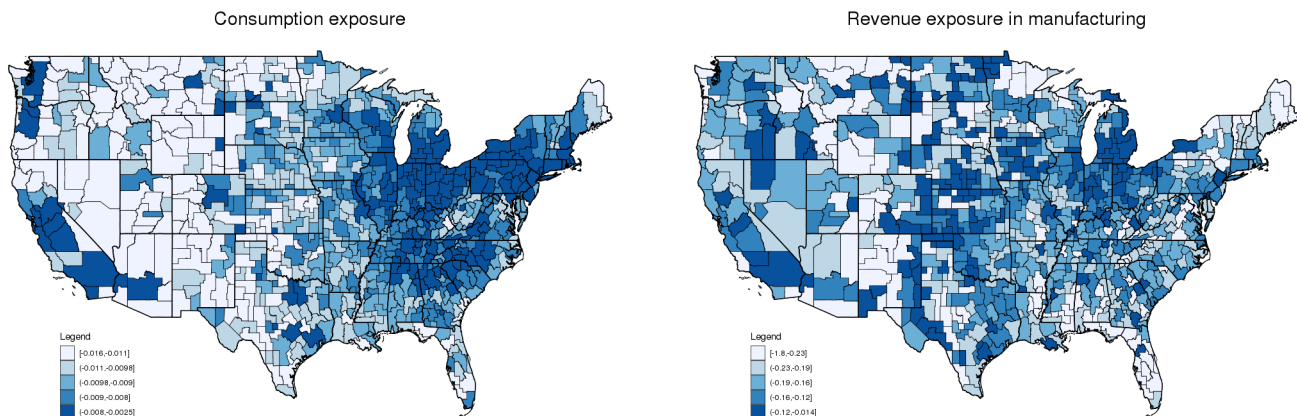 Consumption exposure
Revenue exposure in manufacturing
Legend
[-0.016,-0.011]
(-0.011,-0.0098]
(-0.0098,-0.009]
(-0.009,-0.008]
(-0.008,-0.0025]
Legend
[-1.8,-0.23]
(-0.23,-0.19]
(-0.19,-0.16]
(-0.16,-0.12]
(-0.12,-0.014]